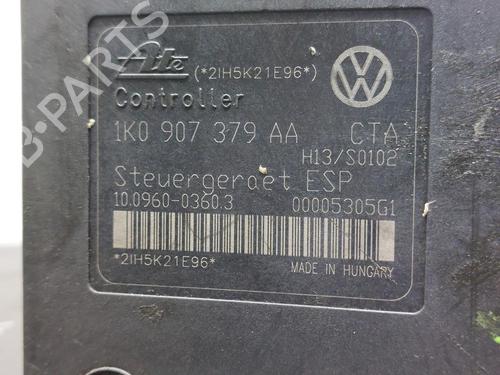 Ate (*2IH5K21E96*)
Controller
1K0 907 379 AA CTA
H13/S0102
Steuergeraet ESP
10.0960-0360.3 00005305G1
*2IH5K21E96* MADE IN HUNGARY